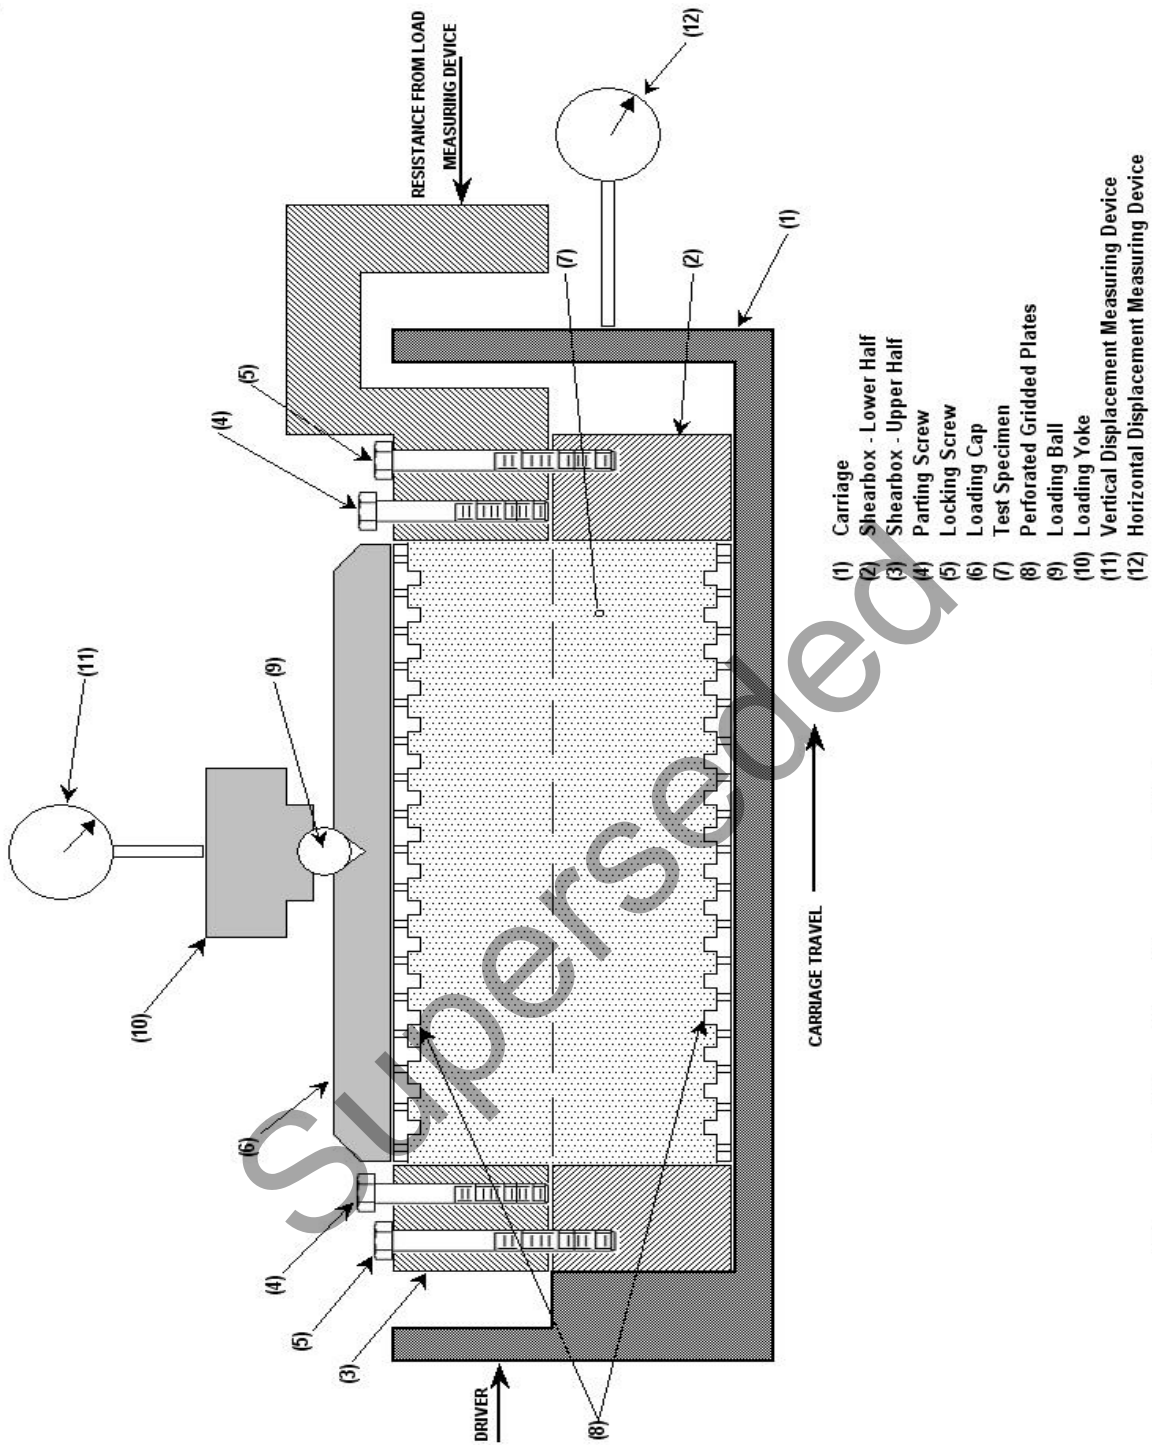 RESISTANCE FROM LOAD
MEASURING DEVICE
(12)
(11)
(9)
(10)
(6)
(4)
(5)
(7)
(2)
(1)
(4)
(5)
(3)
(8)
DRIVER
CARRIAGE TRAVEL
(1) Carriage
(2) Shearbox - Lower Half
(3) Shearbox - Upper Half
(4) Parting Screw
(5) Locking Screw
(6) Loading Cap
(7) Test Specimen
(8) Perforated Gridded Plates
(9) Loading Ball
(10) Loading Yoke
(11) Vertical Displacement Measuring Device
(12) Horizontal Displacement Measuring Device
Superseded